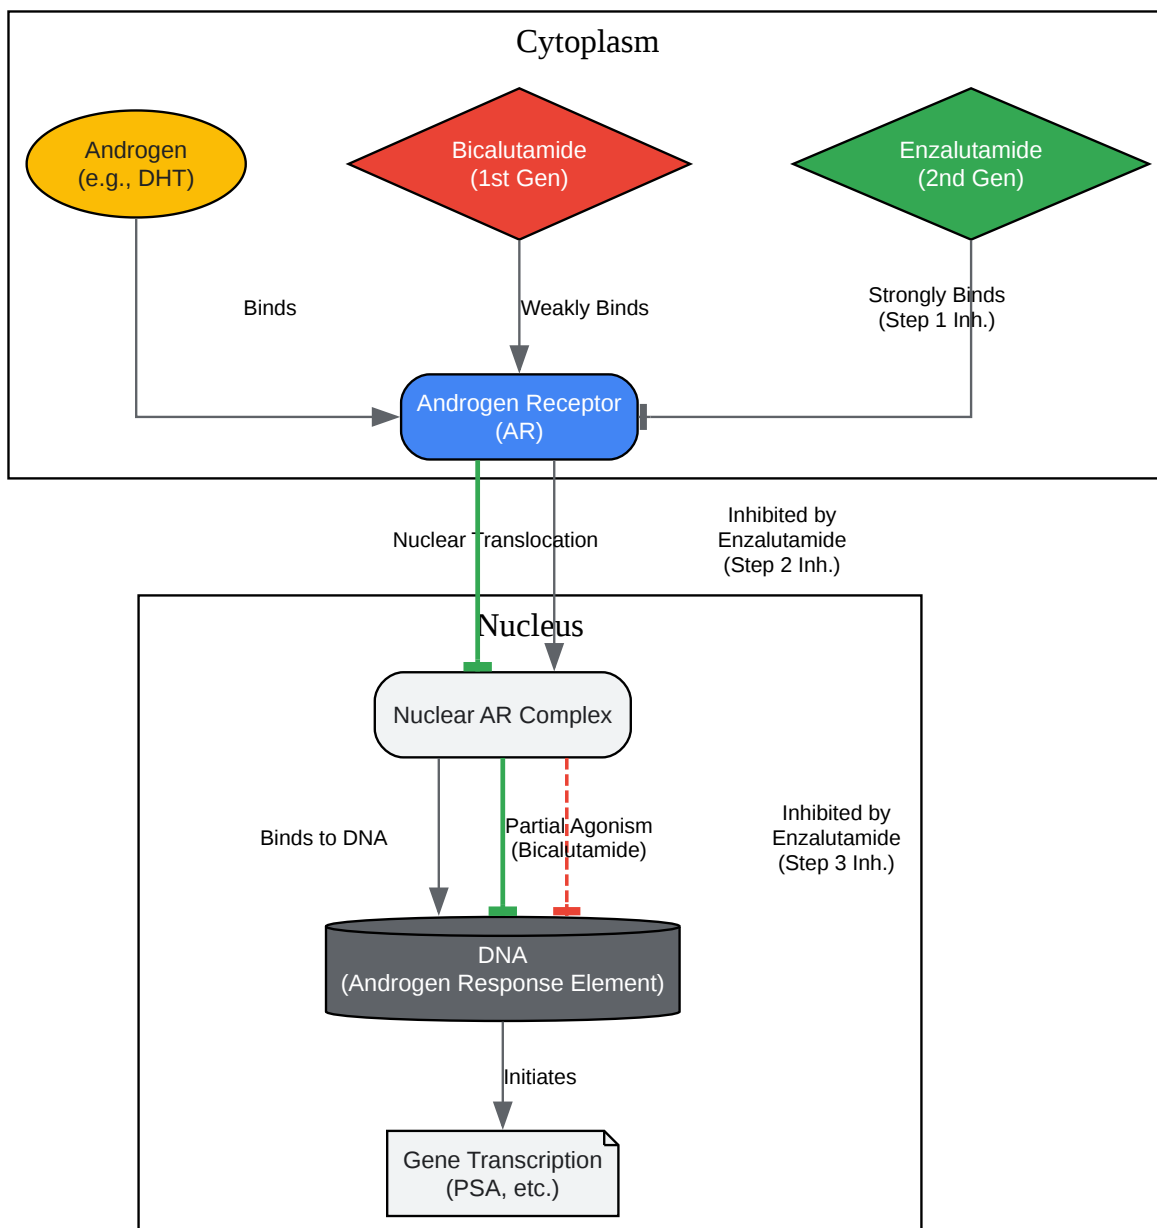 Cytoplasm
Androgen
(e.g., DHT)
Bicalutamide
(1st Gen)
Enzalutamide
(2nd Gen)
Binds
Weakly Binds
Strongly Binds
(Step 1 Inh.)
Androgen Receptor
(AR)
Nuclear Translocation
Inhibited by
Enzalutamide
(Step 2 Inh.)
Nucleus
Nuclear AR Complex
Binds to DNA
Partial Agonism
(Bicalutamide)
Inhibited by
Enzalutamide
(Step 3 Inh.)
DNA
(Androgen Response Element)
Initiates
Gene Transcription
(PSA, etc.)